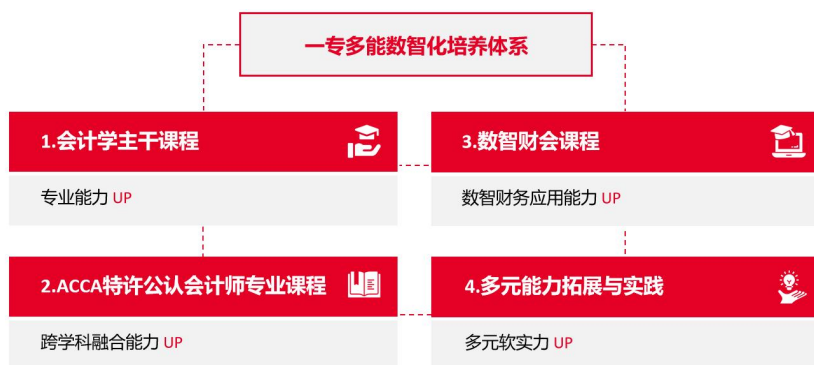 一专多能数智化培养体系
1.会计学主干课程
专业能力 UP
2.ACCA特许公认会计师专业课程
跨学科融合能力 UP
3.数智财会课程
数智财务应用能力 UP
4.多元能力拓展与实践
多元软实力 UP